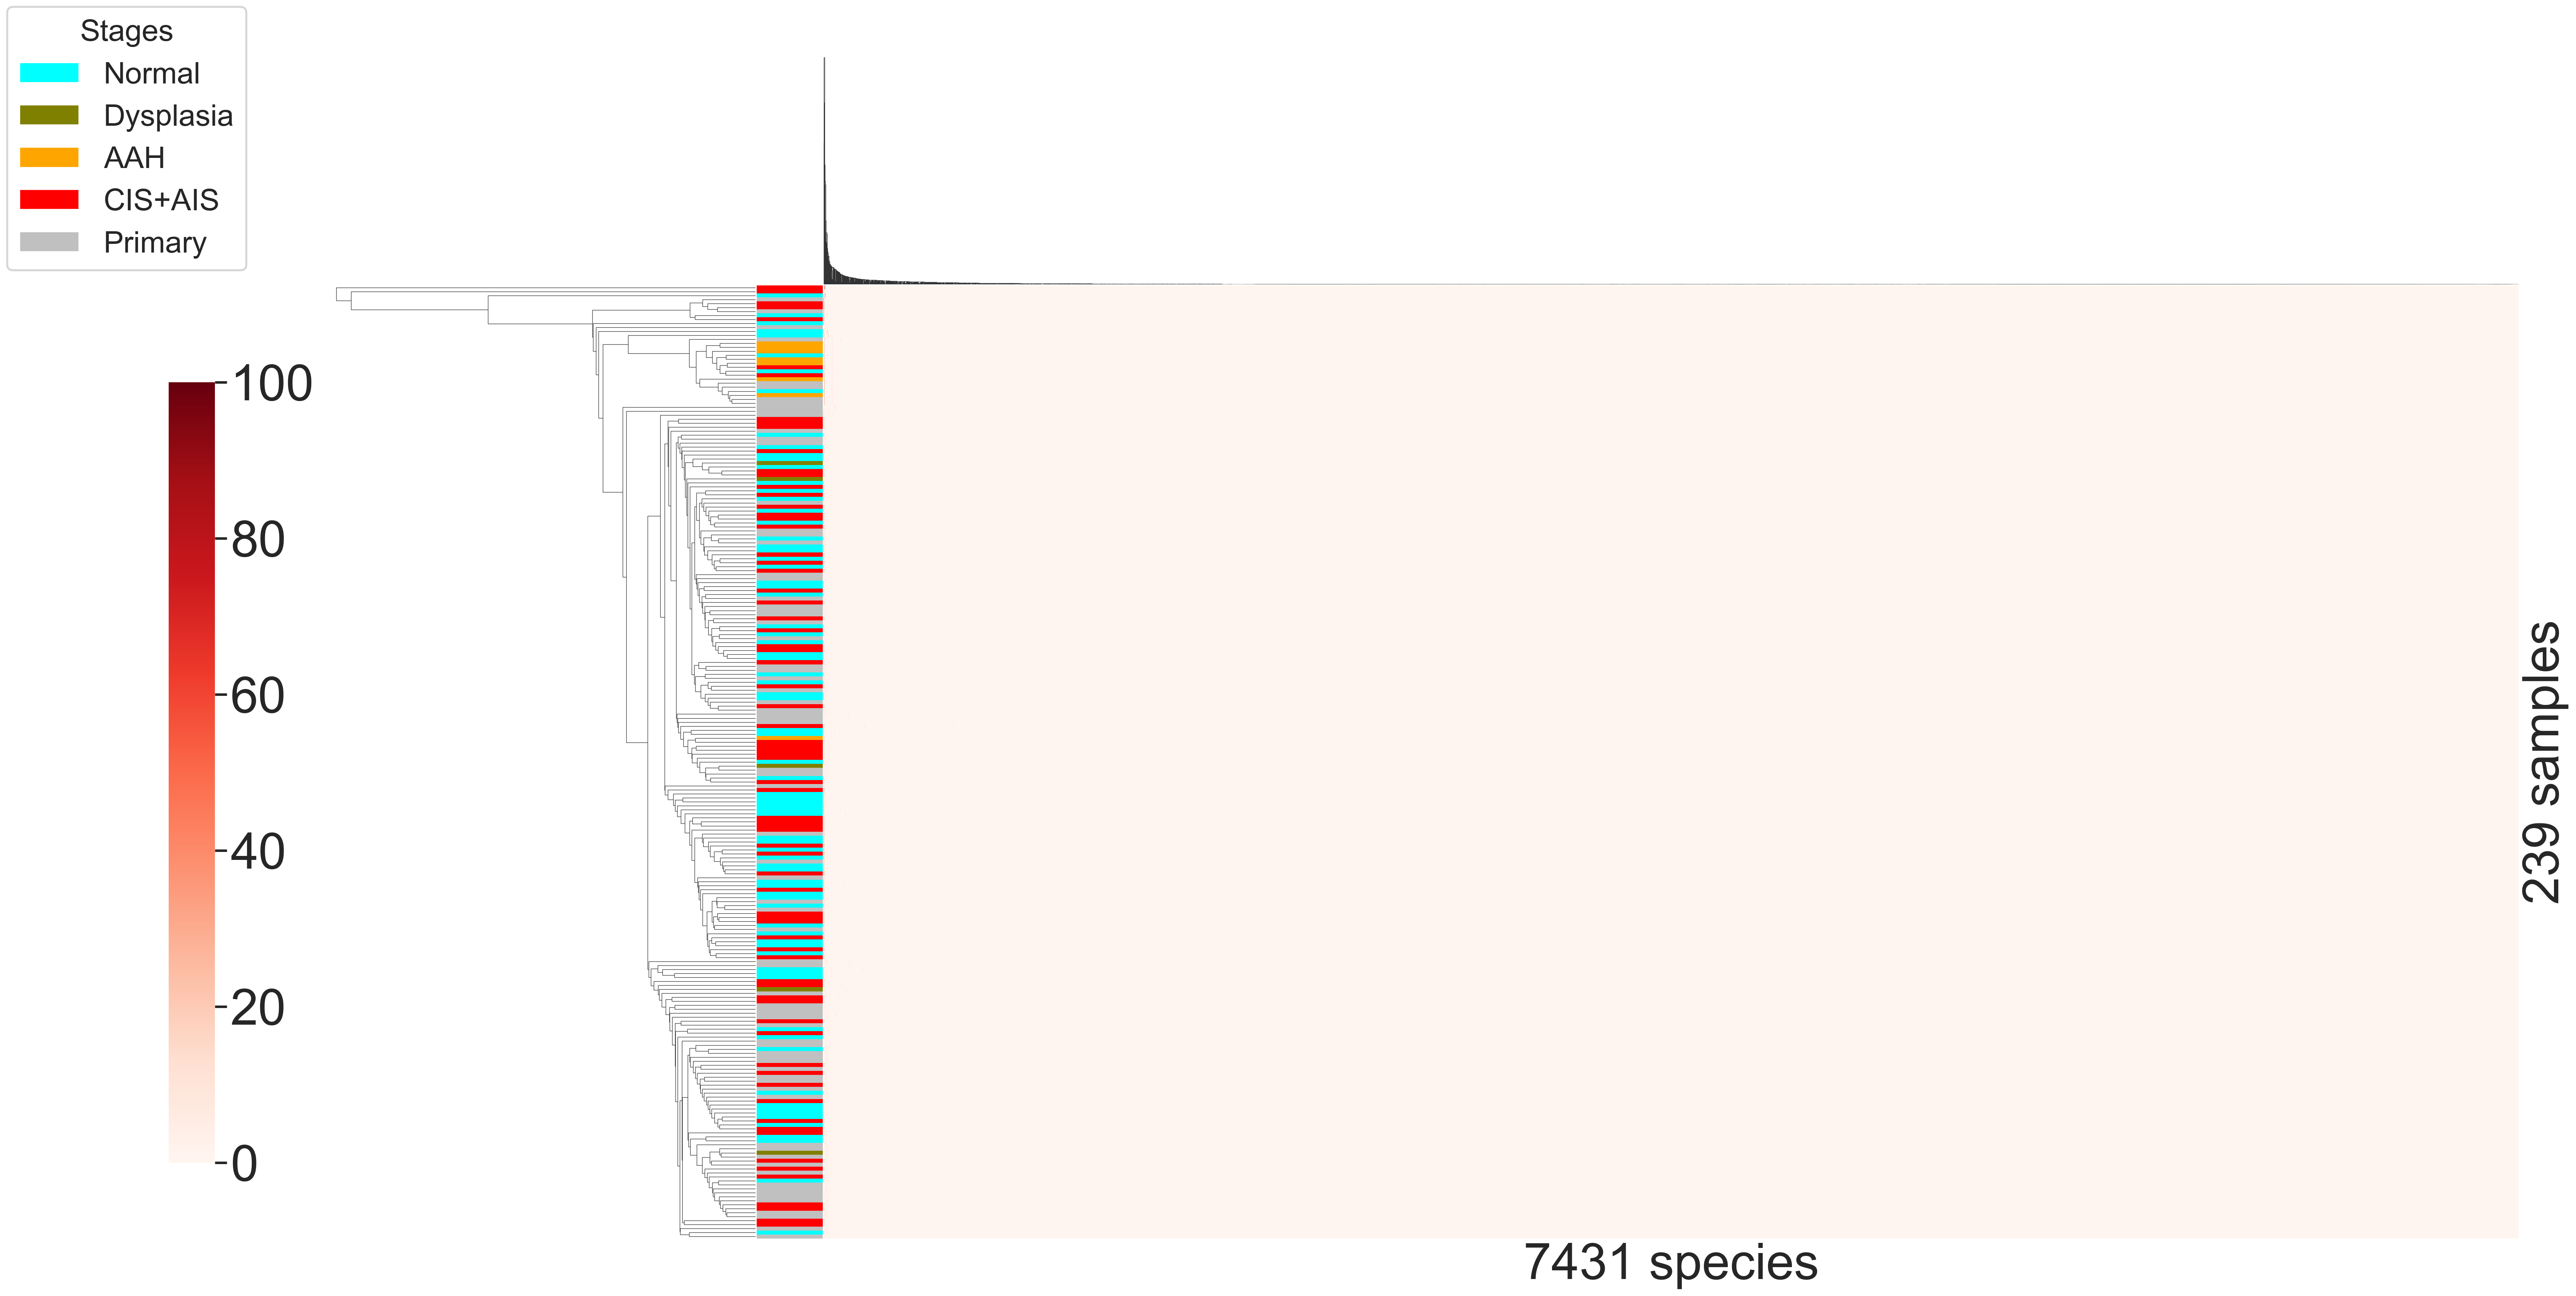 Stages
Normal
Dysplasia
AAH
CIS+AIS
Primary
100
80
60
40
20
0
239 samples
7431 species